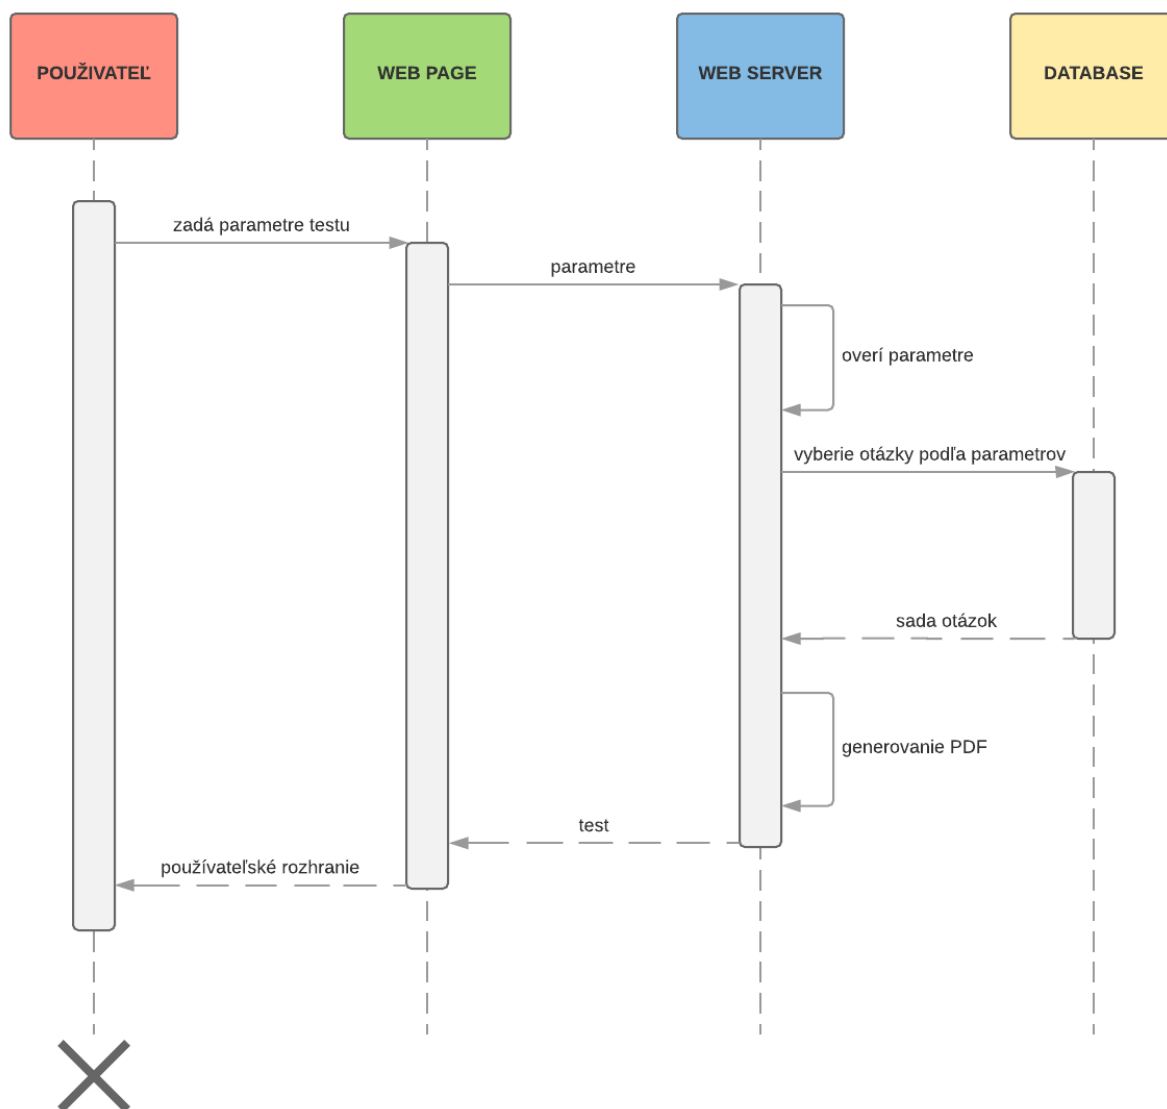 POUŽIVATEĽ
WEB PAGE
WEB SERVER
DATABASE
zadá parametre testu
parametre
overí parametre
vyberie otázky podľa parametrov
sada otázok
generovanie PDF
test
používateľské rozhranie